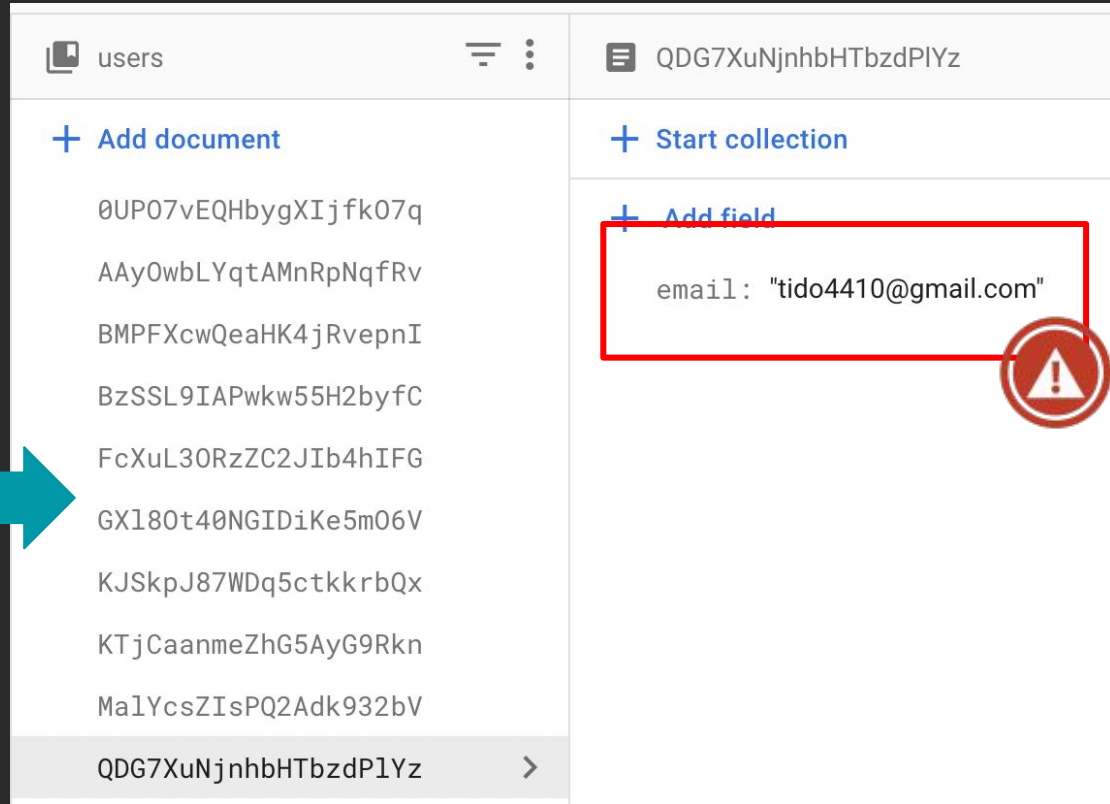 users
Add document
0UPO7vEQHbygXIjfkO7q
AAyOwbLYqtAMnRpNqfRv
BMPFXcwQeaHK4jRvepnI
BzSSL9IAPwkw55H2byfC
FcXuL3ORzZC2JIb4hIFG
GXl8Ot40NGIDiKe5mO6V
KJSkpJ87WDq5ctkkrbQx
KTjCaanmeZhG5AyG9Rkn
MalYcsZIsPQ2Adk932bV
QDG7XuNjnhbHTbzdPlYz
QDG7XuNjnhbHTbzdPlYz
Start collection
Add field
email: "tido4410@gmail.com"